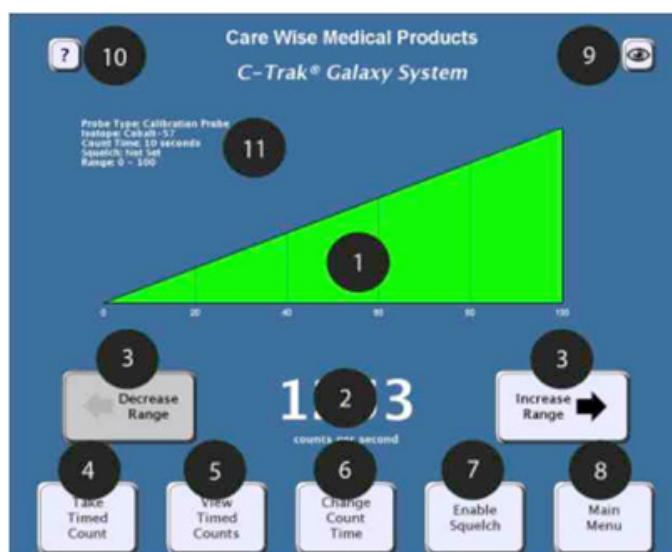 Care Wise Medical Products
C-Trak® Galaxy System
?
10
9
Probe Type: Calibration Probe
Isotope: Cobalt-57
Count Time: 10 seconds
Squelch: Not Set
Range: 0 - 100
11
1
0
20
40
60
80
100
3
Decrease
Range
2
counts per second
3
Increase
Range
4
Take
Timed
Count
5
View
Timed
Counts
6
Change
Count
Time
7
Enable
Squelch
8
Main
Menu